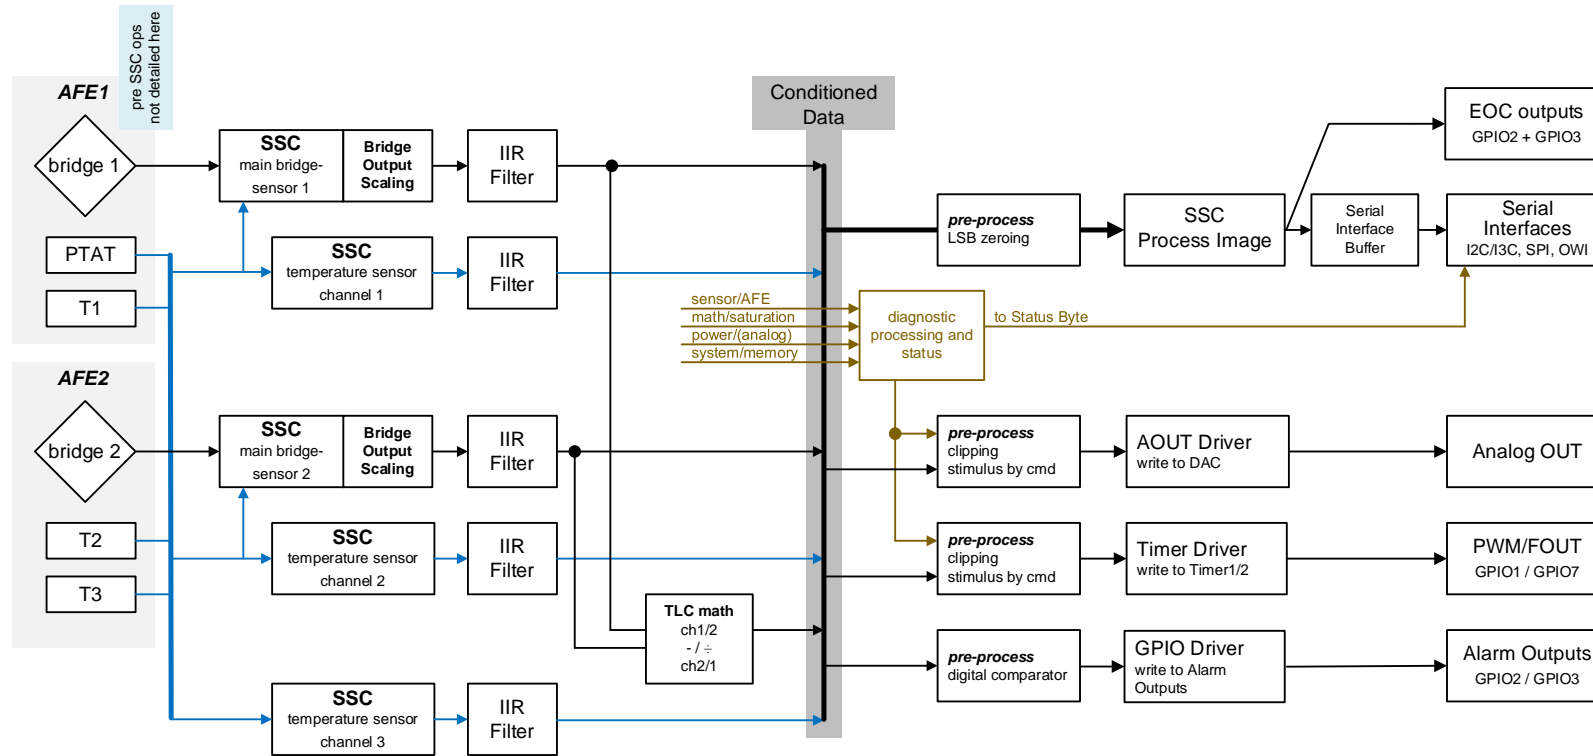 pre SSC ops
not detailed here
AFE1
bridge 1
PTAT
T1
AFE2
bridge 2
T2
T3
SSC
main bridge-
sensor 1
Bridge
Output
Scaling
IIR
Filter
SSC
temperature sensor
channel 1
IIR
Filter
SSC
main bridge-
sensor 2
Bridge
Output
Scaling
IIR
Filter
SSC
temperature sensor
channel 2
IIR
Filter
TLC math
ch1/2
- / ÷
ch2/1
SSC
temperature sensor
channel 3
IIR
Filter
Conditioned
Data
sensor/AFE
math/saturation
power/(analog)
system/memory
diagnostic
processing and
status
to Status Byte
pre-process
LSB zeroing
SSC
Process Image
Serial
Interface
Buffer
EOC outputs
GPIO2 + GPIO3
Serial
Interfaces
I2C/I3C, SPI, OWI
pre-process
clipping
stimulus by cmd
AOUT Driver
write to DAC
Analog OUT
pre-process
clipping
stimulus by cmd
Timer Driver
write to Timer1/2
PWM/FOUT
GPIO1 / GPIO7
pre-process
digital comparator
GPIO Driver
write to Alarm
Outputs
Alarm Outputs
GPIO2 / GPIO3